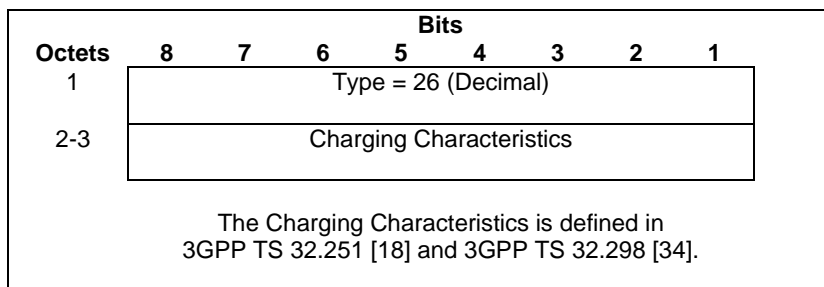 Bits
Octets 8 7 6 5 4 3 2 1
1 Type = 26 (Decimal)
2-3 Charging Characteristics
The Charging Characteristics is defined in
3GPP TS 32.251 [18] and 3GPP TS 32.298 [34].